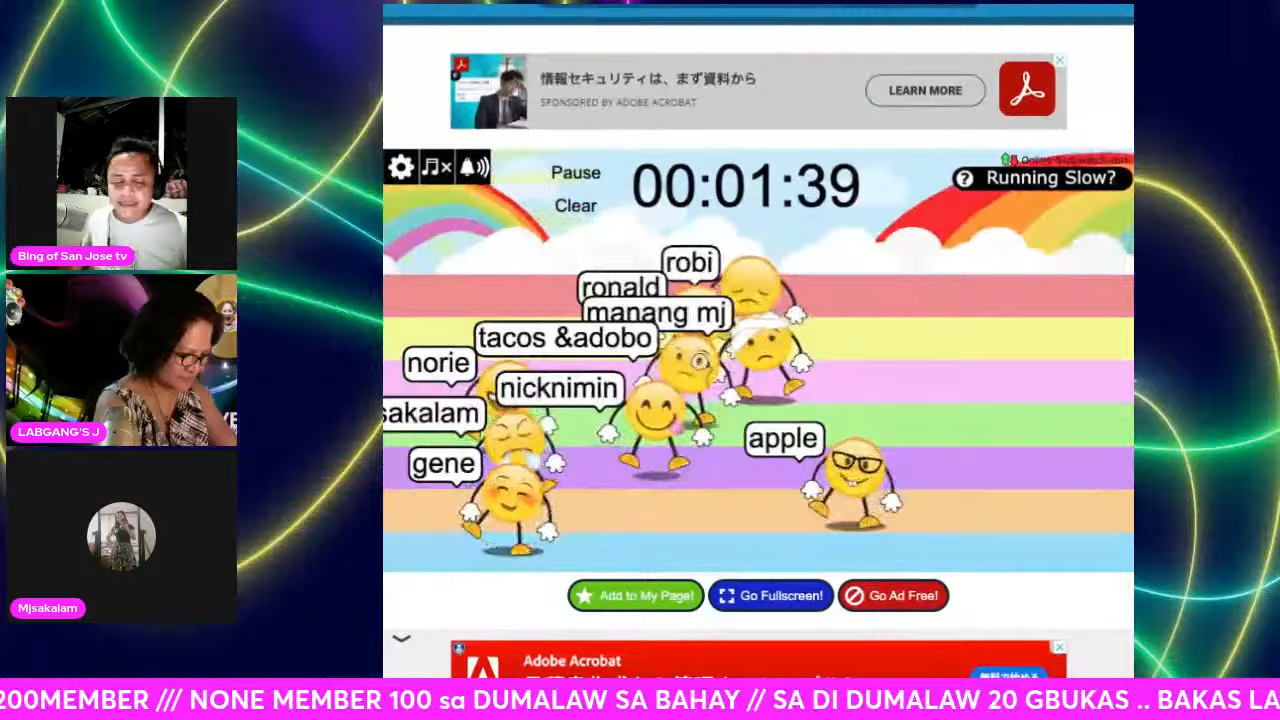 情報セキュリティは、まず資料から
SPONSORED BY ADOBE ACROBAT
LEARN MORE
Pause
Clear
00:01:39
Running Slow?
robi
ronald
manang mj
tacos &adobo
norie
nicknimin
sakalam
gene
apple
Bing of San Jose tv
LABGANG'S J
Mjsakalam
Add to My Page!
Go Fullscreen!
Go Ad Free!
Adobe Acrobat
200MEMBER /// NONE MEMBER 100 sa DUMALAW SA BAHAY // SA DI DUMALAW 20 GBUKAS .. BAKAS LA